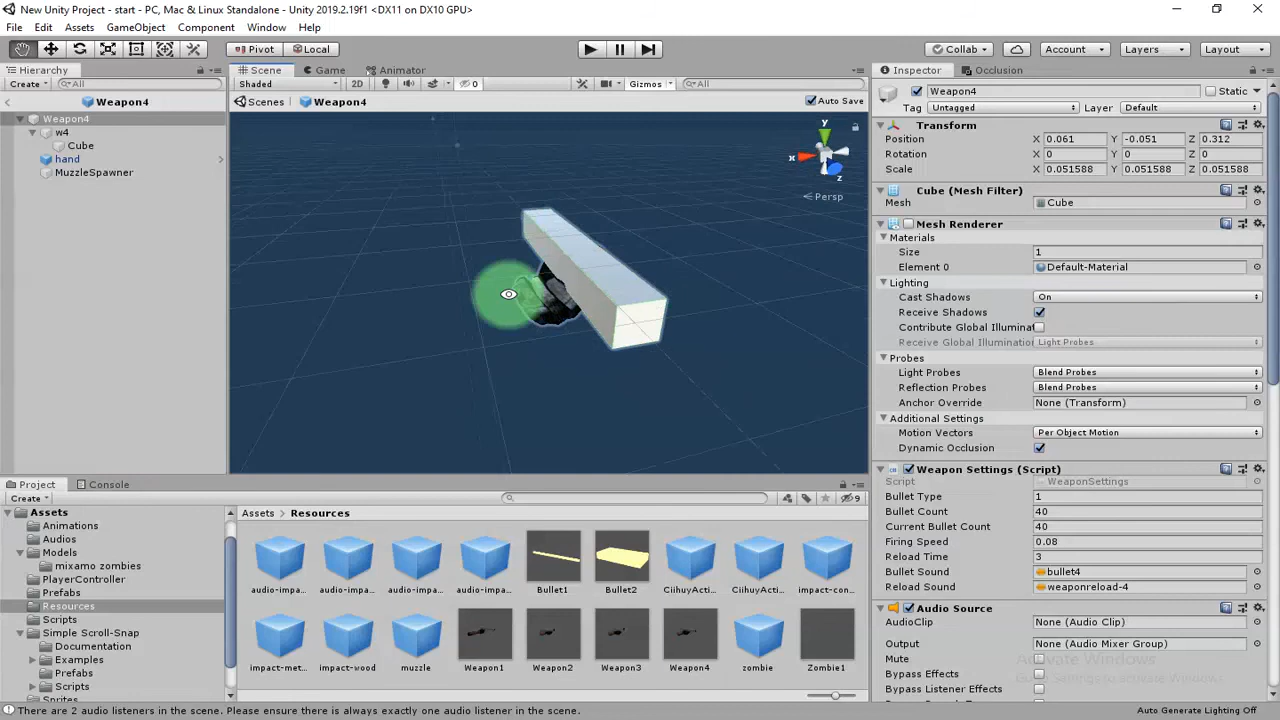 New Unity Project - start - PC, Mac & Linux Standalone - Unity 2019.2.19f1 <DX11 on DX10 GPU>
File Edit Assets GameObject Component Window Help
Pivot Local Collab Account Layers Layout
Hierarchy Scene Game Animator Inspector Occlusion
Create All Shaded 2D 0 Gizmos All
Weapon4 Static
Weapon4 Scenes Weapon4 Auto Save
Tag Untagged Layer Default
Weapon4
w4
Cube
hand
MuzzleSpawner
y
x
z
Persp
Transform
Position X 0.061 Y -0.051 Z 0.312
Rotation X 0 Y 0 Z 0
Scale X 0.051588 Y 0.051588 Z 0.051588
Cube (Mesh Filter)
Mesh Cube
Mesh Renderer
Materials
Size 1
Element 0 Default-Material
Lighting
Cast Shadows On
Receive Shadows
Contribute Global Illuminat
Receive Global Illumination Light Probes
Probes
Light Probes Blend Probes
Reflection Probes Blend Probes
Anchor Override None (Transform)
Additional Settings
Motion Vectors Per Object Motion
Dynamic Occlusion
Weapon Settings (Script)
Script WeaponSettings
Bullet Type 1
Bullet Count 40
Current Bullet Count 40
Firing Speed 0.08
Reload Time 3
Bullet Sound bullet4
Reload Sound weaponreload-4
Audio Source
AudioClip None (Audio Clip)
Output None (Audio Mixer Group)
Mute
Bypass Effects
Bypass Listener Effects
Project Console
Create 9
Assets
Animations
Audios
Models
mixamo zombies
PlayerController
Prefabs
Resources
Scripts
Simple Scroll-Snap
Documentation
Examples
Prefabs
Scripts
Sprites
Assets Resources
audio-impa... audio-impa... audio-impa... audio-impa... Bullet1 Bullet2 CiihuyActi... CiihuyActi... impact-con...
impact-met... impact-wood muzzle Weapon1 Weapon2 Weapon3 Weapon4 zombie Zombie1
Activate Windows
Go to Settings to activate Windows.
There are 2 audio listeners in the scene. Please ensure there is always exactly one audio listener in the scene.
Auto Generate Lighting Off